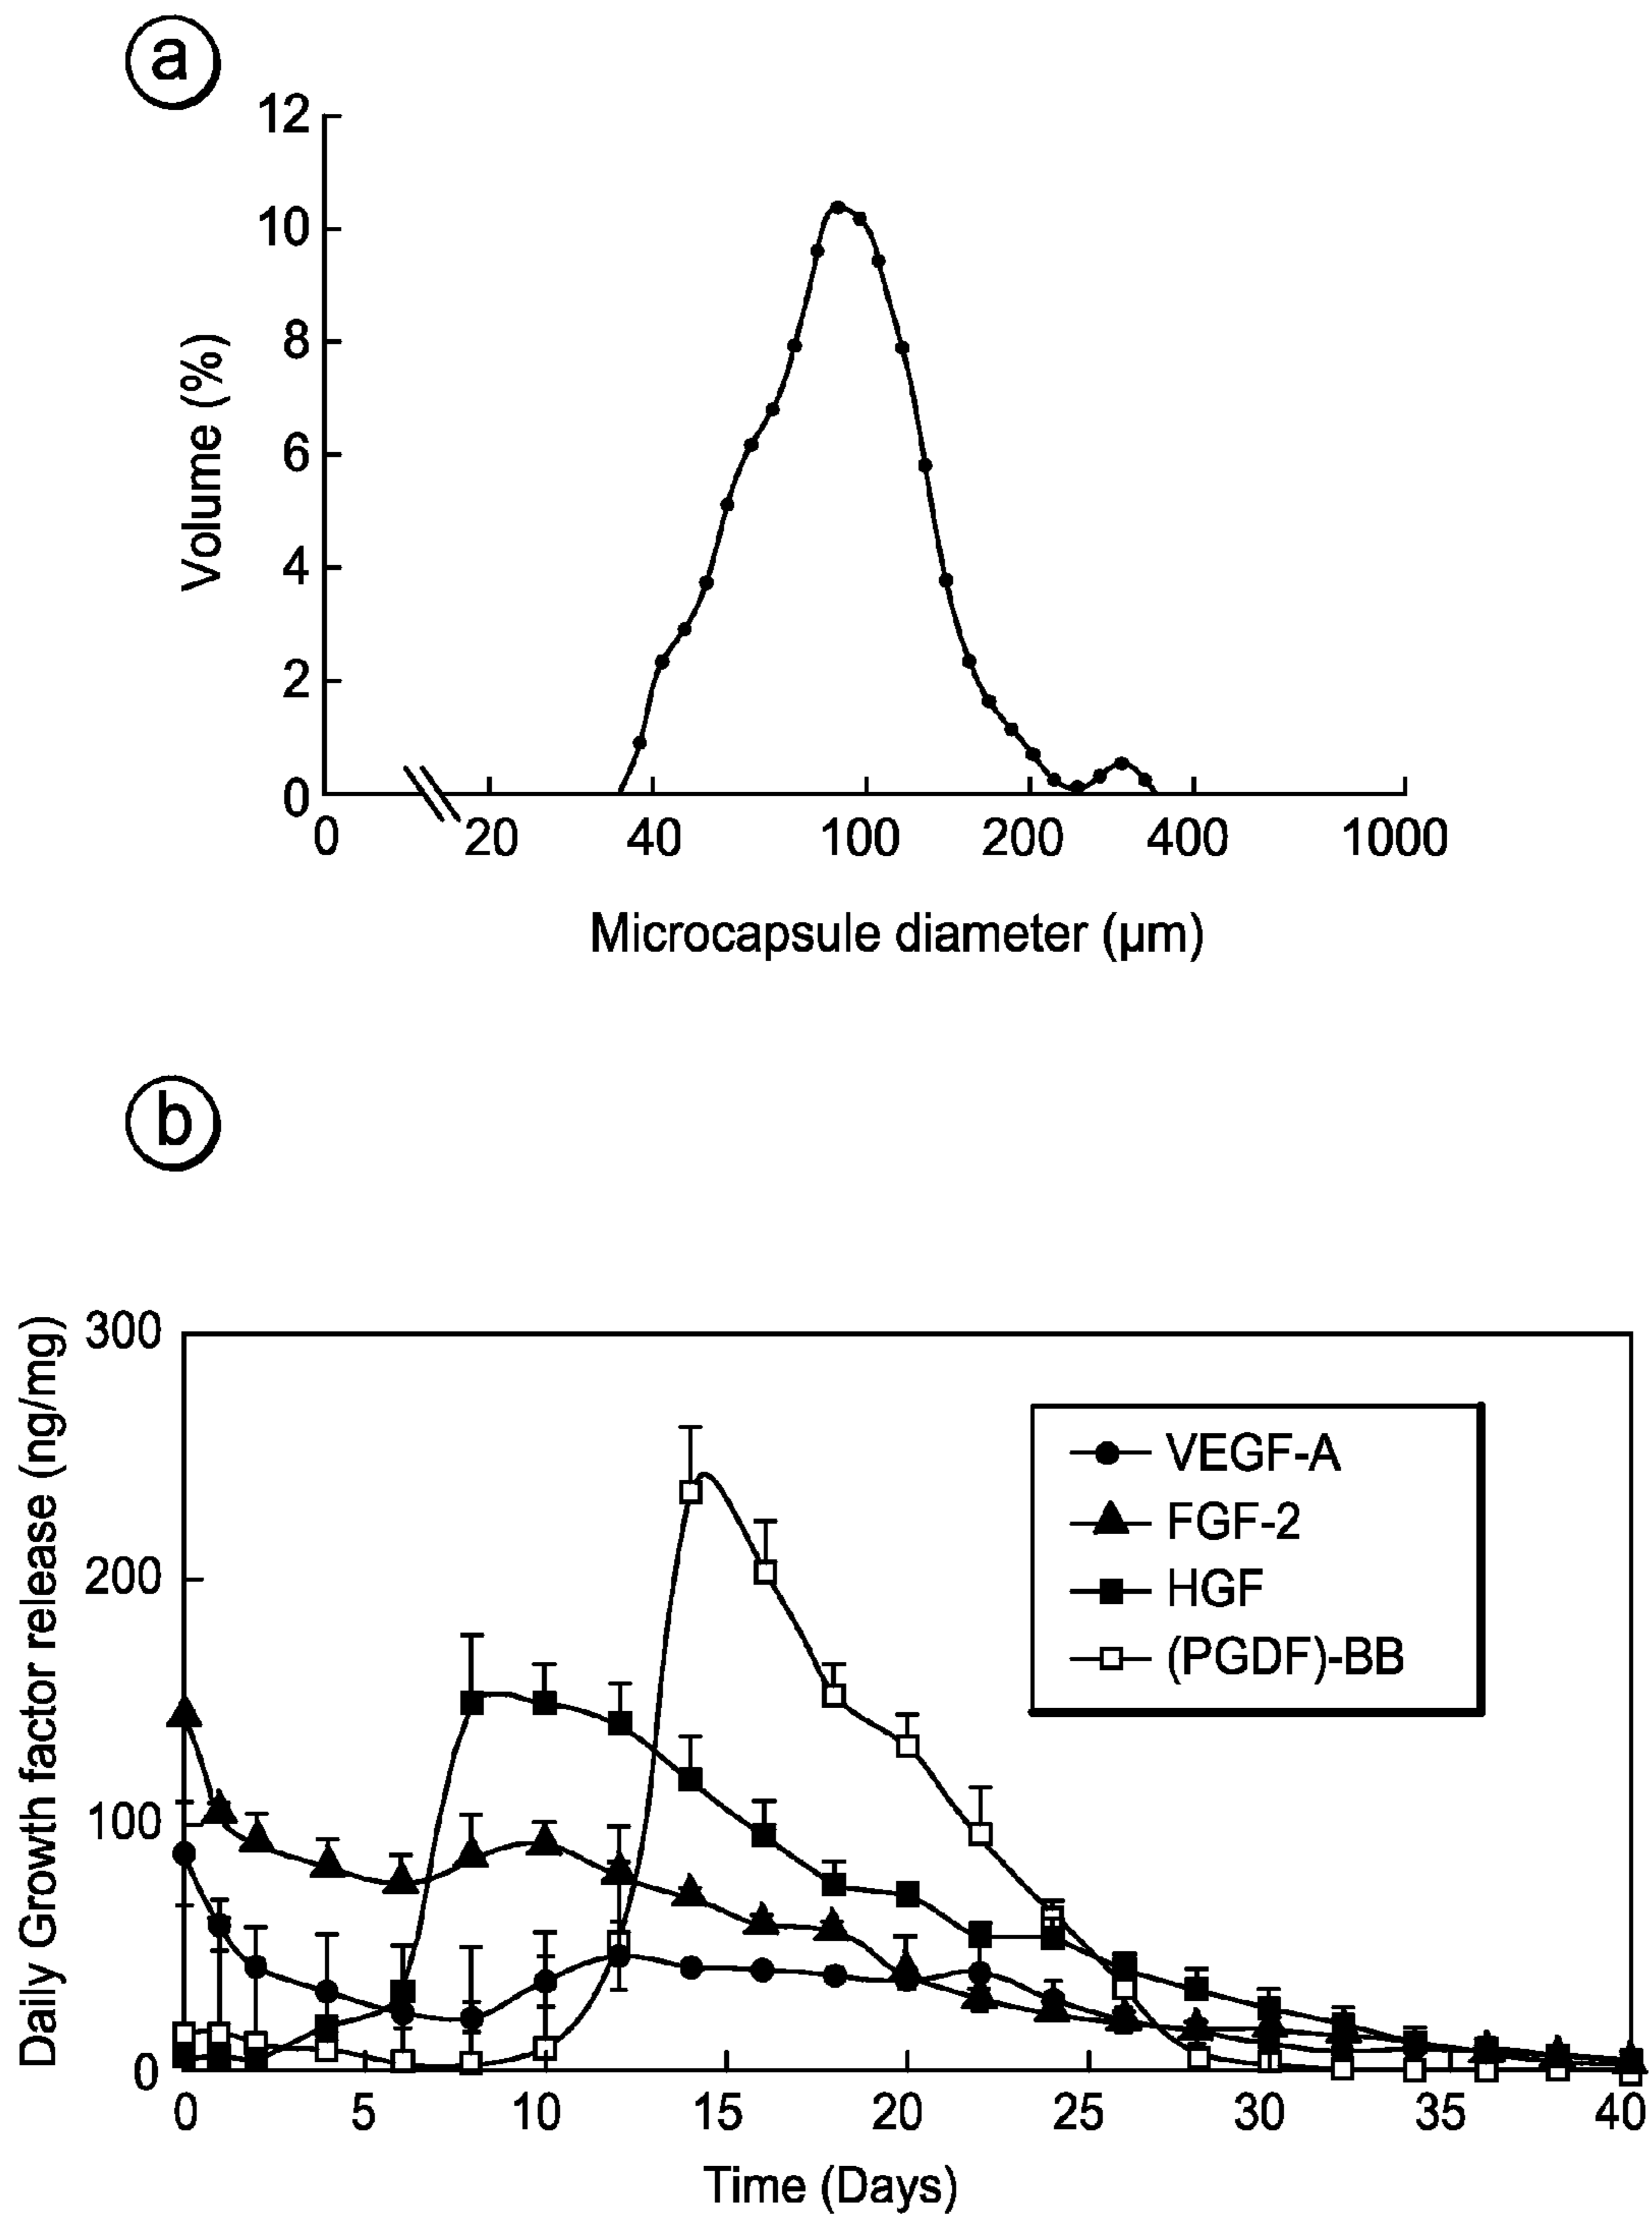 a
12
10
8
6
4
2
0
Volume (%)
0 20 40 100 200 400 1000
Microcapsule diameter (µm)
b
300
200
100
0
Daily Growth factor release (ng/mg)
VEGF-A
FGF-2
HGF
(PGDF)-BB
0 5 10 15 20 25 30 35 40
Time (Days)